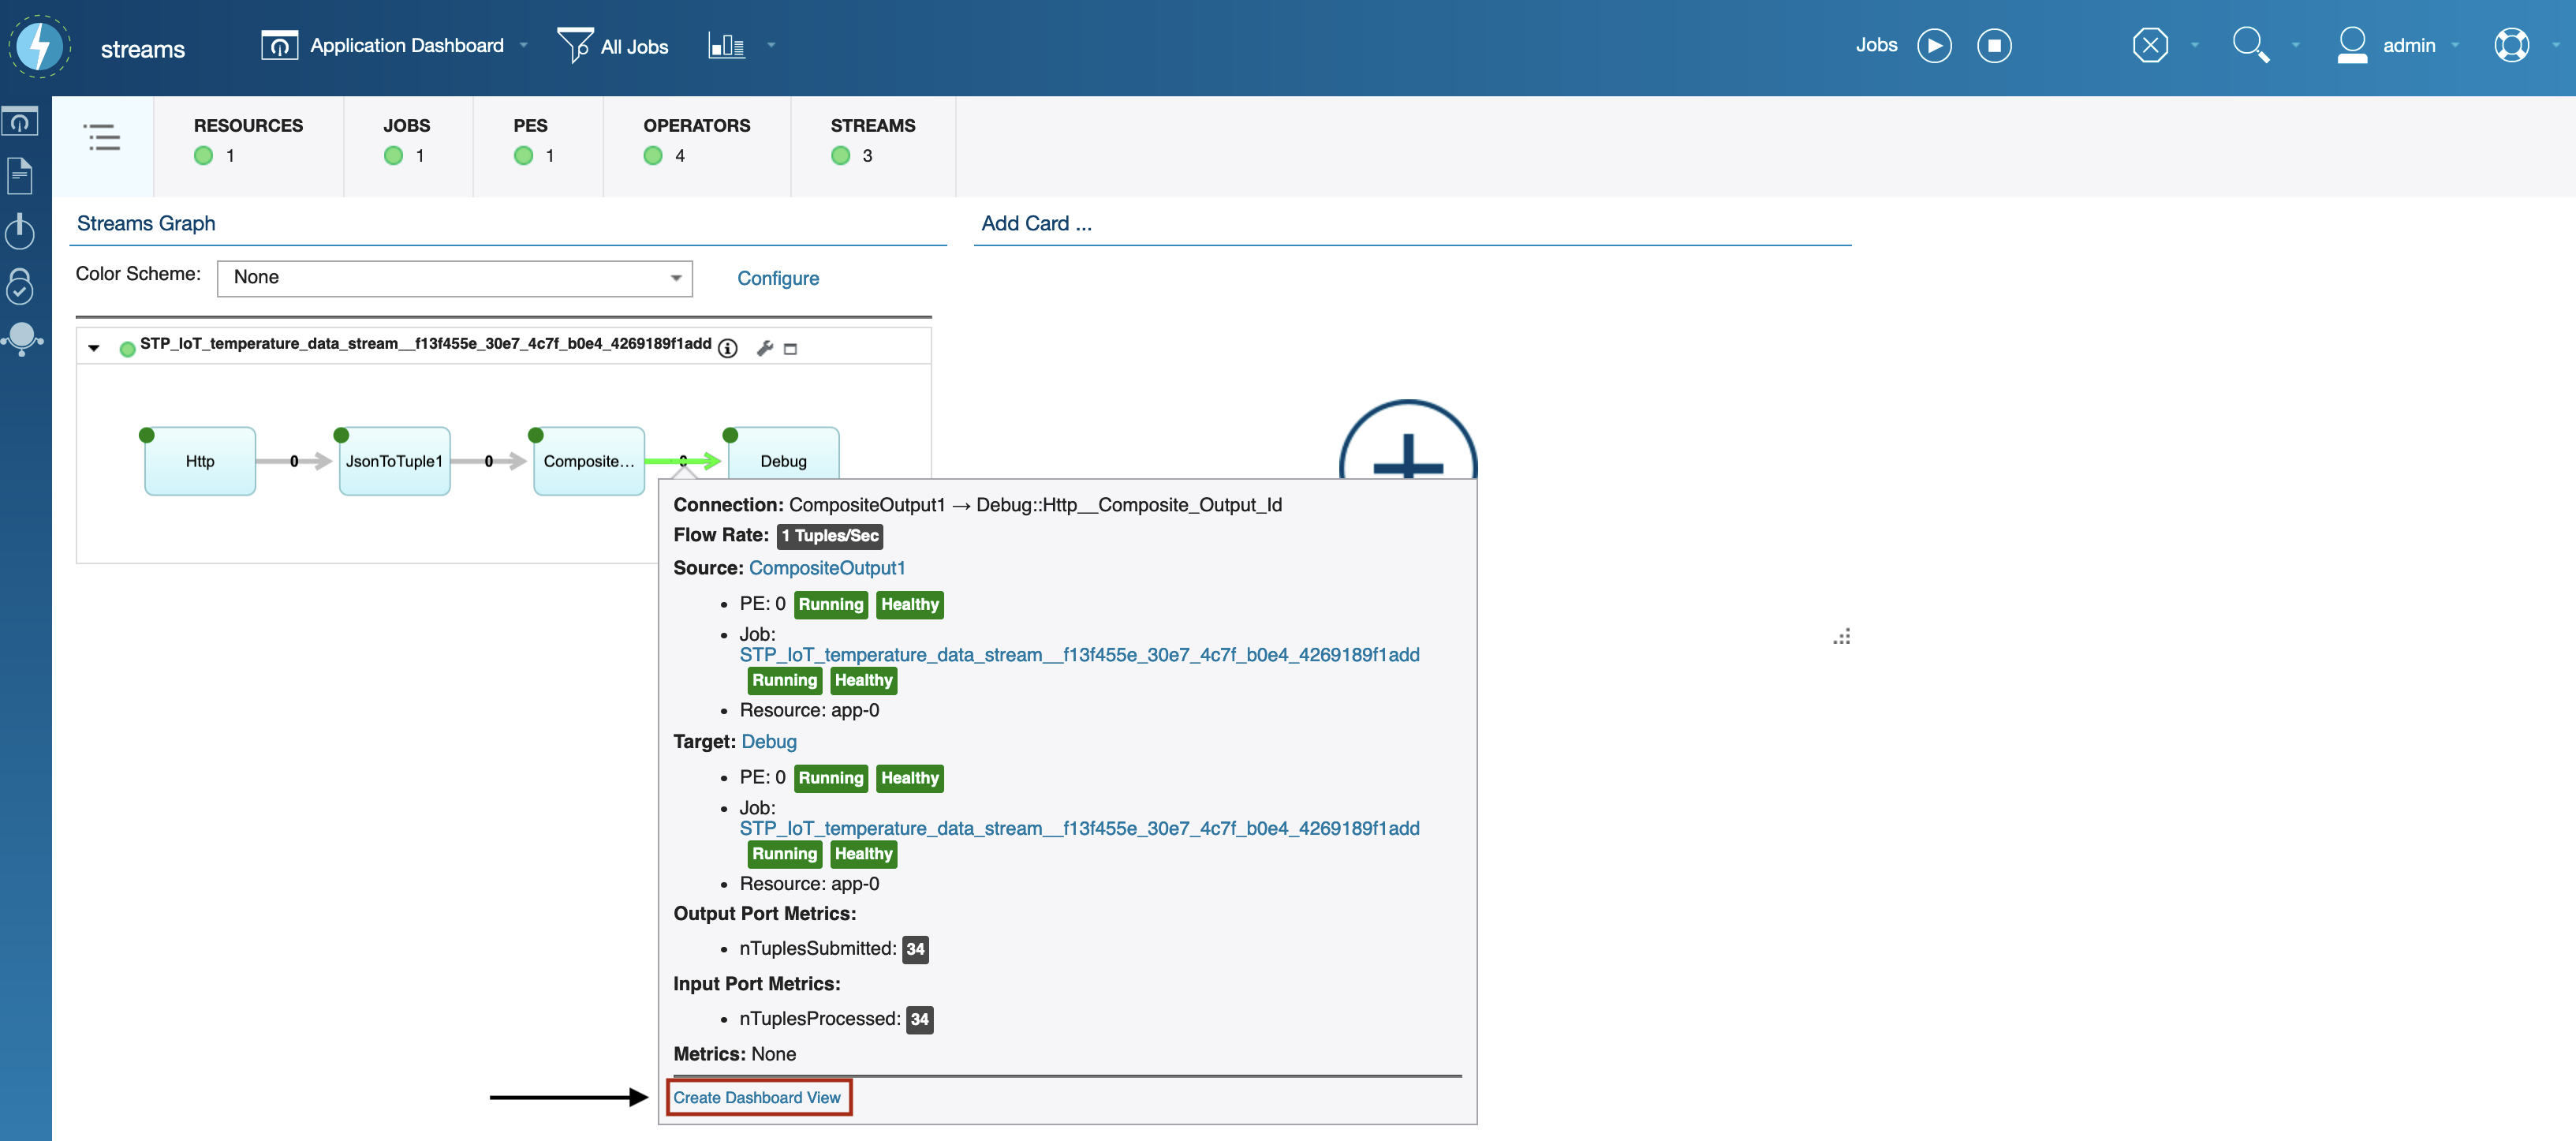 streams
Application Dashboard
All Jobs
Jobs
admin
RESOURCES
1
JOBS
1
PES
1
OPERATORS
4
STREAMS
3
Streams Graph
Add Card ...
Color Scheme: None
Configure
STP_IoT_temperature_data_stream__f13f455e_30e7_4c7f_b0e4_4269189f1add
Http
0
JsonToTuple1
0
Composite...
Debug
Connection: CompositeOutput1 → Debug::Http__Composite_Output_Id
Flow Rate: 1 Tuples/Sec
Source: CompositeOutput1
• PE: 0 Running Healthy
• Job:
STP_IoT_temperature_data_stream__f13f455e_30e7_4c7f_b0e4_4269189f1add
Running Healthy
• Resource: app-0
Target: Debug
• PE: 0 Running Healthy
• Job:
STP_IoT_temperature_data_stream__f13f455e_30e7_4c7f_b0e4_4269189f1add
Running Healthy
• Resource: app-0
Output Port Metrics:
• nTuplesSubmitted: 34
Input Port Metrics:
• nTuplesProcessed: 34
Metrics: None
Create Dashboard View